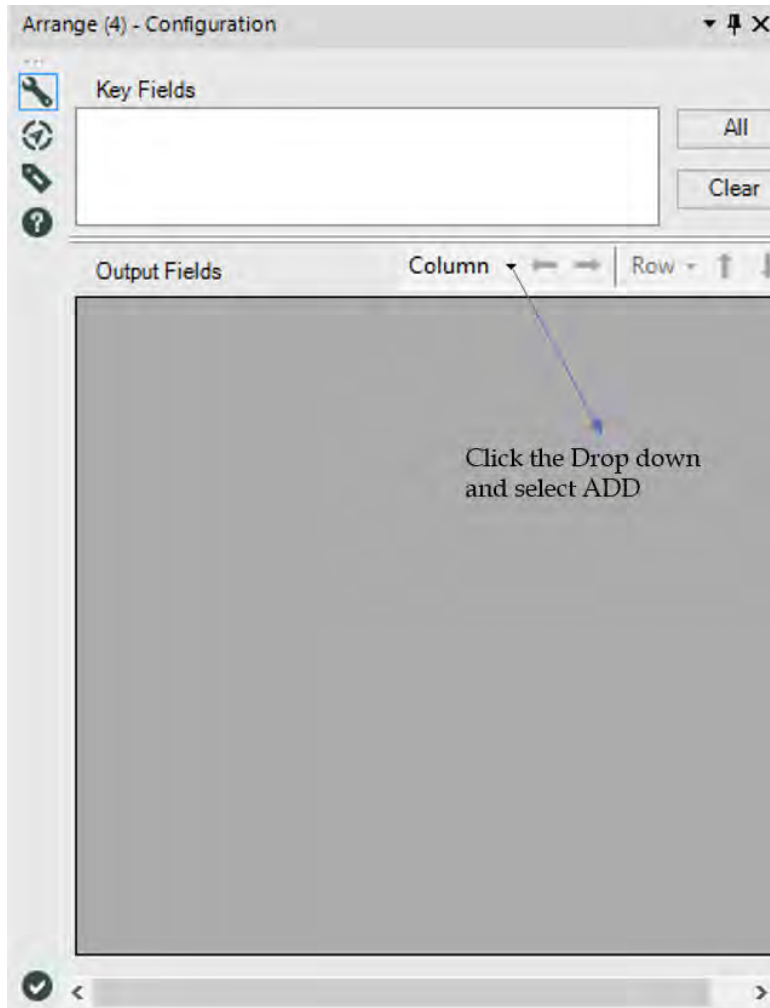 Arrange (4) - Configuration
Key Fields
All
Clear
Output Fields
Column
Row
Click the Drop down
and select ADD